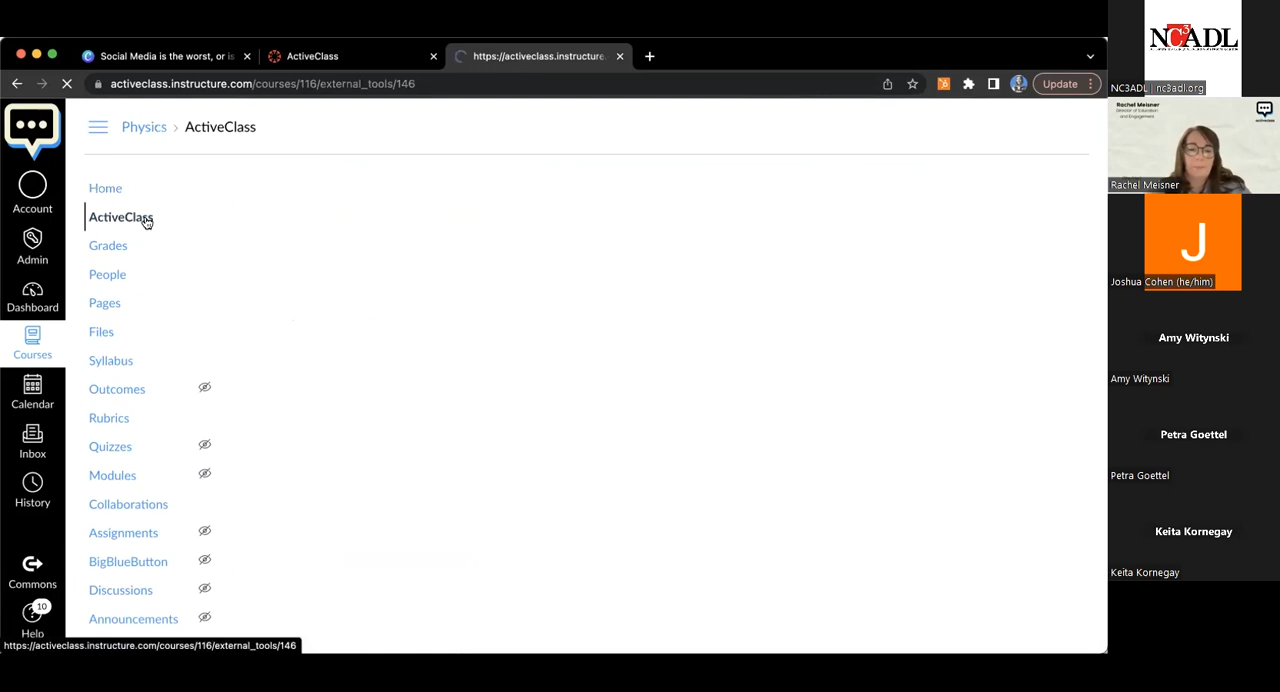 Social Media is the worst, or is
ActiveClass
https://activeclass.instructure.
activeclass.instructure.com/courses/116/external_tools/146
Update
Physics › ActiveClass
Home
ActiveClass
Grades
People
Pages
Files
Syllabus
Outcomes
Rubrics
Quizzes
Modules
Collaborations
Assignments
BigBlueButton
Discussions
Announcements
Account
Admin
Dashboard
Courses
Calendar
Inbox
History
Commons
10
Help
https://activeclass.instructure.com/courses/116/external_tools/146
NC3ADL
NC3ADL | nc3adl.org
Rachel Meisner
Director of Education
and Engagement
activeclass
Rachel Meisner
J
Joshua Cohen (he/him)
Amy Witynski
Amy Witynski
Petra Goettel
Petra Goettel
Keita Kornegay
Keita Kornegay